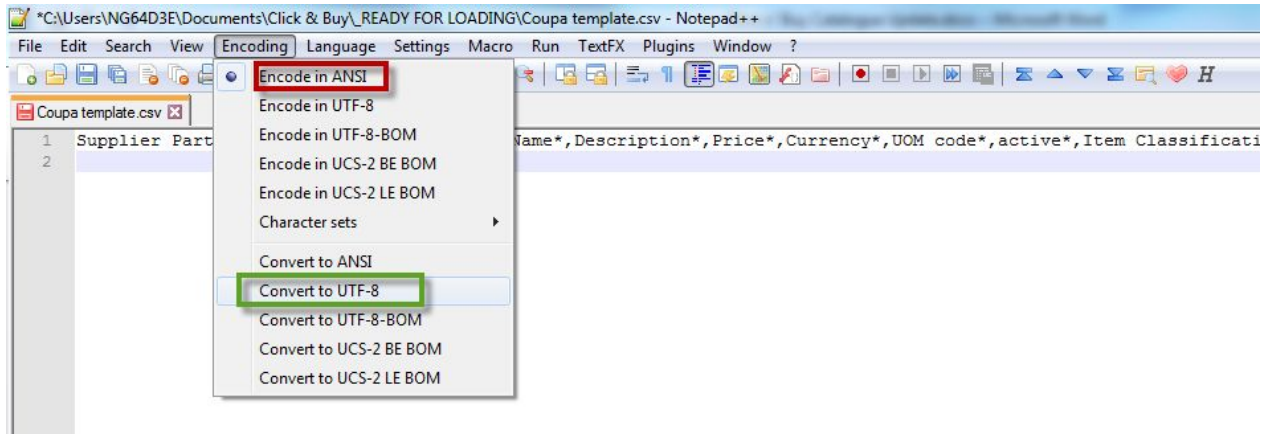 *C:\Users\NG64D3E\Documents\Click & Buy\_READY FOR LOADING\Coupa template.csv - Notepad++
File Edit Search View Encoding Language Settings Macro Run TextFX Plugins Window ?
Coupa template.csv
1 Supplier Part Name*,Description*,Price*,Currency*,UOM code*,active*,Item Classificati
2
Encode in ANSI
Encode in UTF-8
Encode in UTF-8-BOM
Encode in UCS-2 BE BOM
Encode in UCS-2 LE BOM
Character sets
Convert to ANSI
Convert to UTF-8
Convert to UTF-8-BOM
Convert to UCS-2 BE BOM
Convert to UCS-2 LE BOM